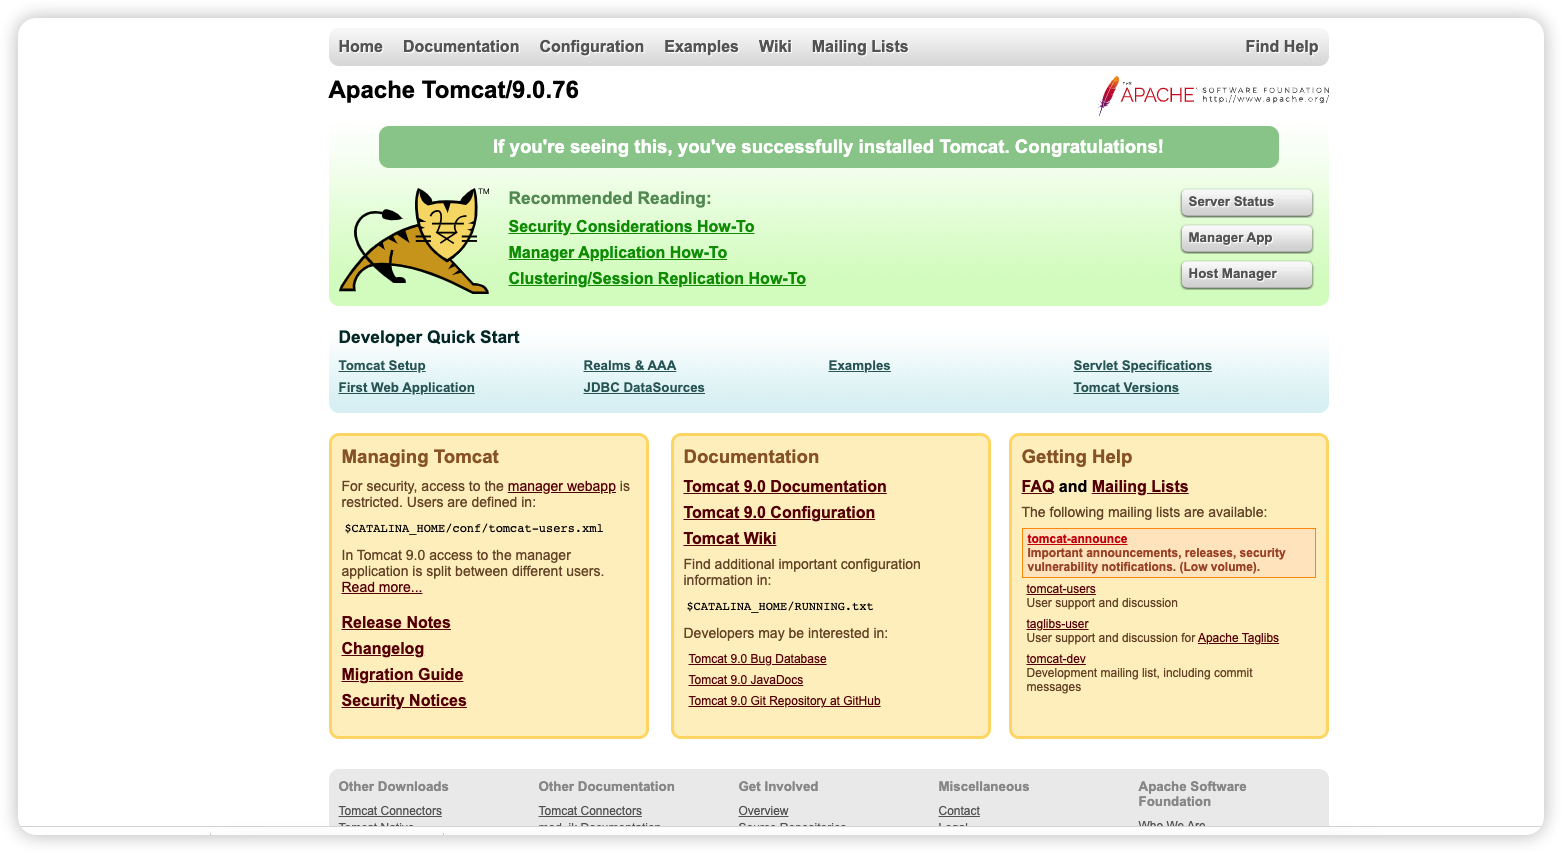 Home Documentation Configuration Examples Wiki Mailing Lists Find Help
Apache Tomcat/9.0.76
THE APACHE SOFTWARE FOUNDATION
http://www.apache.org/
If you're seeing this, you've successfully installed Tomcat. Congratulations!
TM
Recommended Reading:
Security Considerations How-To
Manager Application How-To
Clustering/Session Replication How-To
Server Status
Manager App
Host Manager
Developer Quick Start
Tomcat Setup
First Web Application
Realms & AAA
JDBC DataSources
Examples
Servlet Specifications
Tomcat Versions
Managing Tomcat
For security, access to the manager webapp is
restricted. Users are defined in:
$CATALINA_HOME/conf/tomcat-users.xml
In Tomcat 9.0 access to the manager
application is split between different users.
Read more...
Release Notes
Changelog
Migration Guide
Security Notices
Documentation
Tomcat 9.0 Documentation
Tomcat 9.0 Configuration
Tomcat Wiki
Find additional important configuration
information in:
$CATALINA_HOME/RUNNING.txt
Developers may be interested in:
Tomcat 9.0 Bug Database
Tomcat 9.0 JavaDocs
Tomcat 9.0 Git Repository at GitHub
Getting Help
FAQ and Mailing Lists
The following mailing lists are available:
tomcat-announce
Important announcements, releases, security
vulnerability notifications. (Low volume).
tomcat-users
User support and discussion
taglibs-user
User support and discussion for Apache Taglibs
tomcat-dev
Development mailing list, including commit
messages
Other Downloads
Tomcat Connectors
Tomcat Native
Other Documentation
Tomcat Connectors
mod_jk Documentation
Get Involved
Overview
Source Repositories
Miscellaneous
Contact
Legal
Apache Software
Foundation
Who We Are